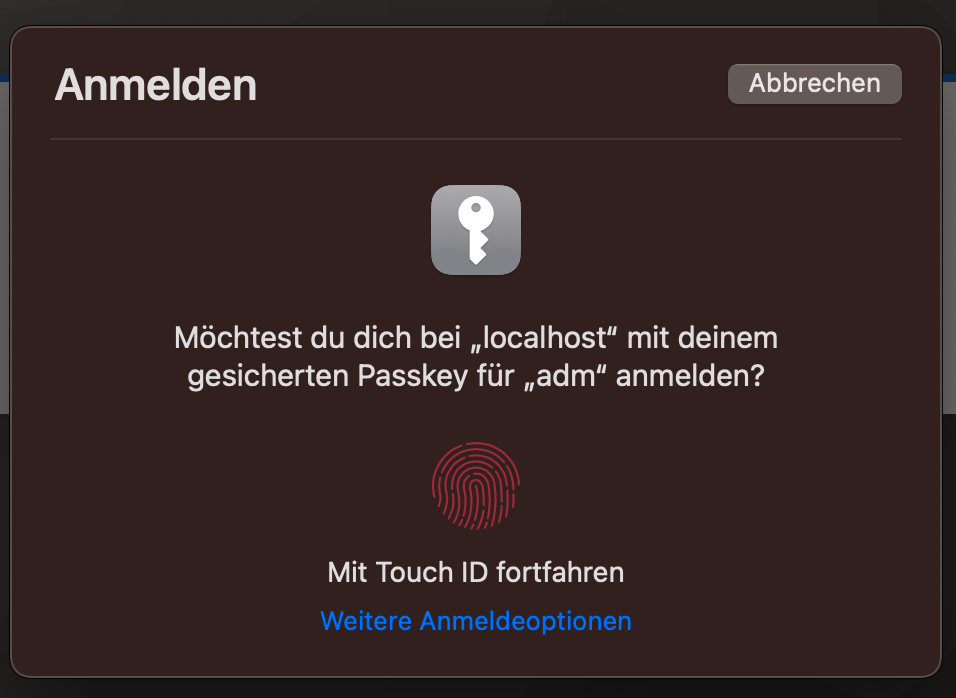 Anmelden
Abbrechen
Möchtest du dich bei „localhost“ mit deinem
gesicherten Passkey für „adm“ anmelden?
Mit Touch ID fortfahren
Weitere Anmeldeoptionen